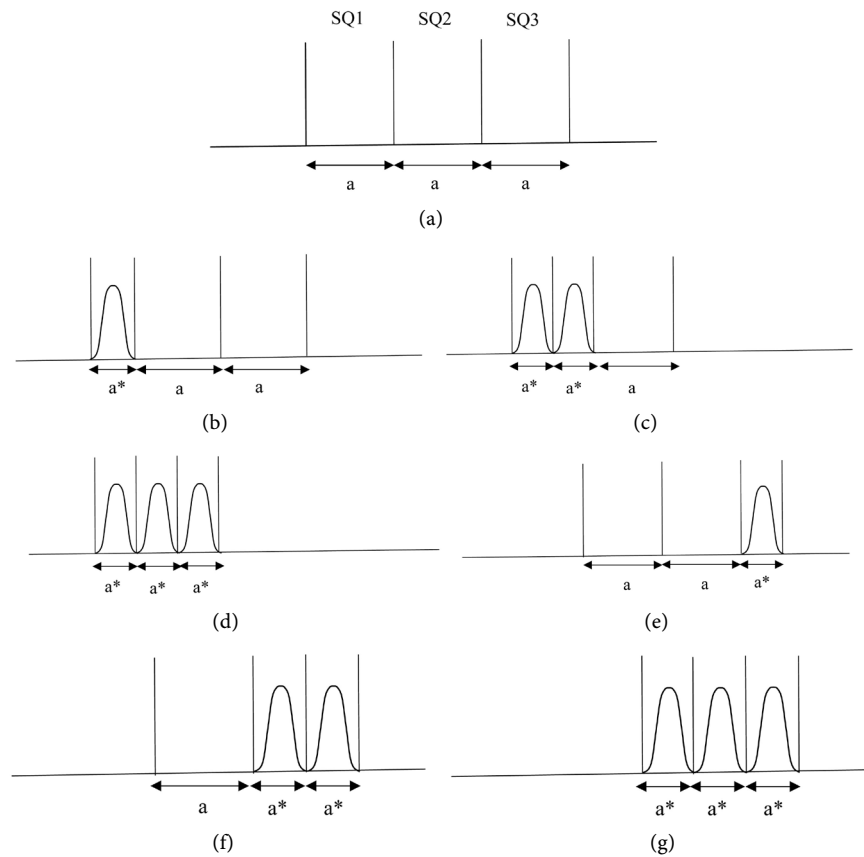 SQ1 SQ2 SQ3
a a a
(a)
a* a a
(b)
a* a* a
(c)
a* a* a*
(d)
a a a*
(e)
a a* a*
(f)
a* a* a*
(g)